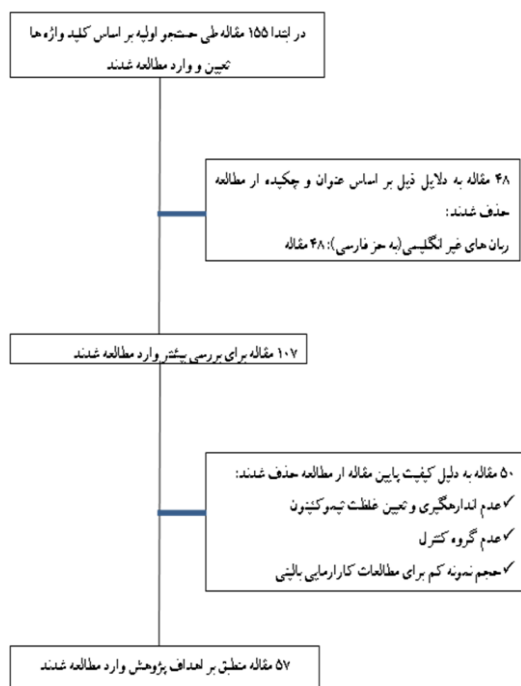 در ابتدا ۱۵۵ مقاله طی جستجو اولیه بر اساس کلید واژه ها
تعیین و وارد مطالعه شدند
۴۸ مقاله به دلایل ذیل بر اساس عنوان و چکیده از مطالعه
حذف شدند:
زبان های غیر انگلیسی(به جز فارسی): ۴۸ مقاله
۱۰۷ مقاله برای بررسی بیشتر وارد مطالعه شدند
۵۰ مقاله به دلیل کیفیت پایین مقاله از مطالعه حذف شدند:
✓عدم اندازهگیری و تعیین غلظت تیموکینون
✓عدم گروه کنترل
✓حجم نمونه کم برای مطالعات کارازمایی بالینی
۵۷ مقاله منطبق بر اهداف پژوهش وارد مطالعه شدند